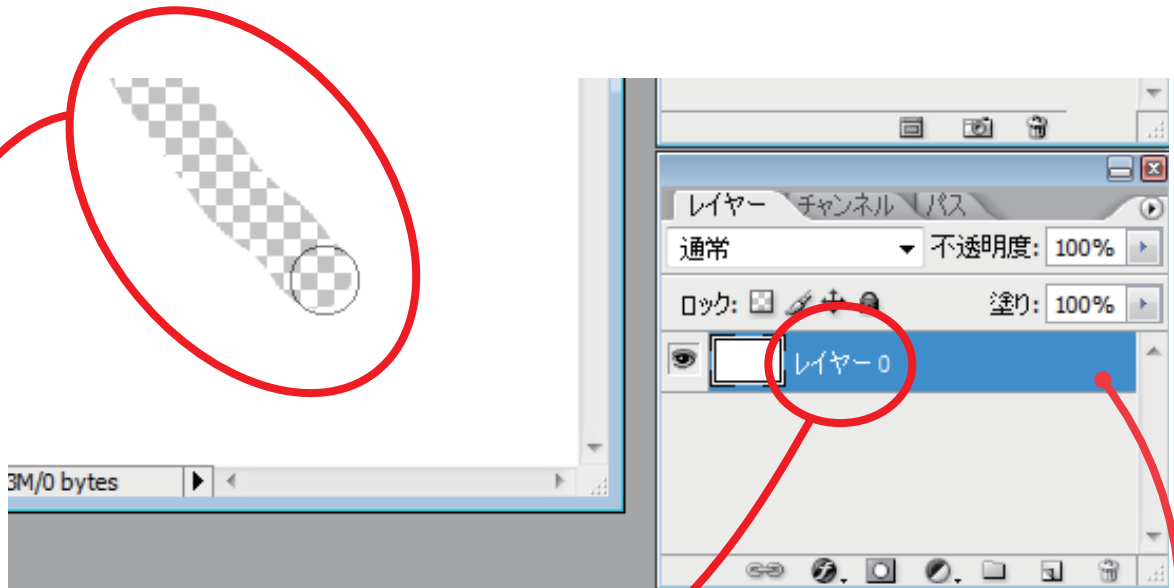 レイヤー チャンネル パス
通常 不透明度: 100%
ロック: 塗り: 100%
レイヤー 0
3M/0 bytes